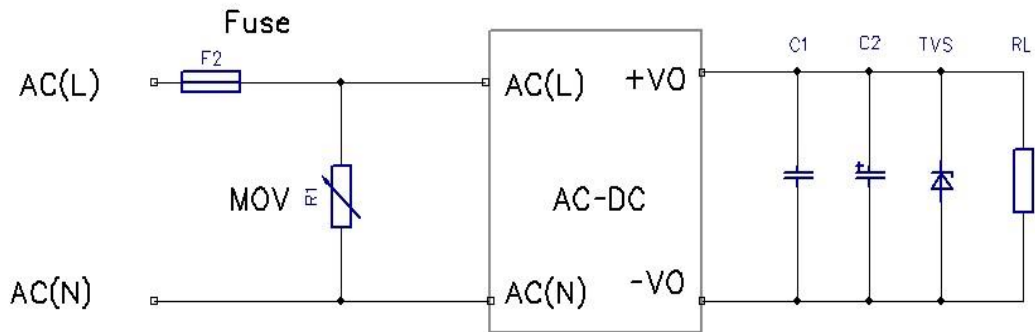 Fuse
F2
C1 C2 TVS RL
AC(L) AC(L) +VO
MOV R1 AC-DC
AC(N) AC(N) -VO
+